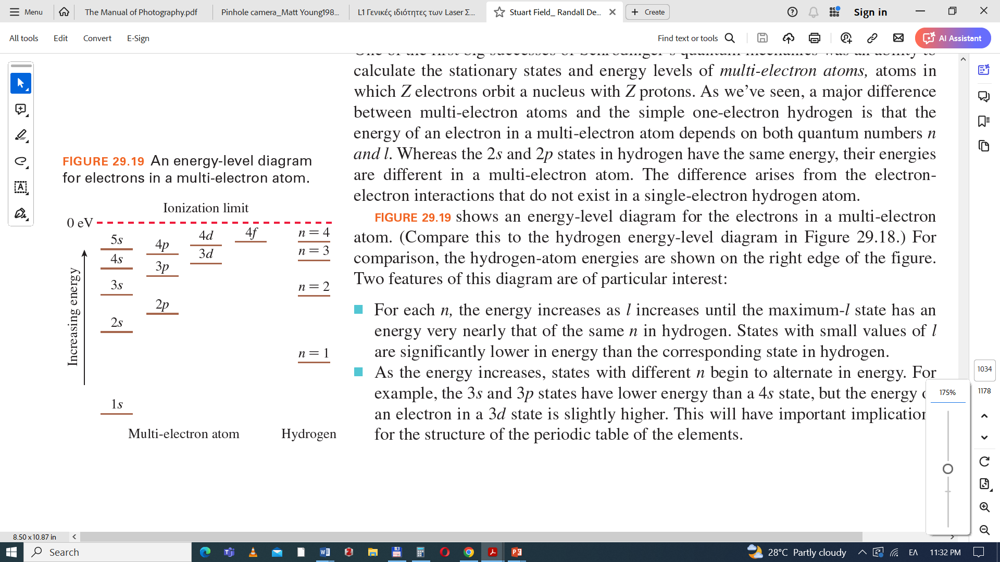 Menu
The Manual of Photography.pdf
Pinhole camera_Matt Young198...
L1 Γενικές ιδιότητες των Laser Σ...
Stuart Field_ Randall De...
Create
Sign in
All tools
Edit
Convert
E-Sign
Find text or tools
AI Assistant
One of the first big successes of Schrödinger's quantum mechanics was an ability to
calculate the stationary states and energy levels of multi-electron atoms, atoms in
which Z electrons orbit a nucleus with Z protons. As we've seen, a major difference
between multi-electron atoms and the simple one-electron hydrogen is that the
energy of an electron in a multi-electron atom depends on both quantum numbers n
and l. Whereas the 2s and 2p states in hydrogen have the same energy, their energies
are different in a multi-electron atom. The difference arises from the electron-
electron interactions that do not exist in a single-electron hydrogen atom.
FIGURE 29.19 shows an energy-level diagram for the electrons in a multi-electron
atom. (Compare this to the hydrogen energy-level diagram in Figure 29.18.) For
comparison, the hydrogen-atom energies are shown on the right edge of the figure.
Two features of this diagram are of particular interest:
For each n, the energy increases as l increases until the maximum-l state has an
energy very nearly that of the same n in hydrogen. States with small values of l
are significantly lower in energy than the corresponding state in hydrogen.
As the energy increases, states with different n begin to alternate in energy. For
example, the 3s and 3p states have lower energy than a 4s state, but the energy
an electron in a 3d state is slightly higher. This will have important implication
for the structure of the periodic table of the elements.
FIGURE 29.19 An energy-level diagram
for electrons in a multi-electron atom.
Ionization limit
0 eV
5s
4s
3s
2s
1s
4p
3p
2p
4d
3d
4f
n = 4
n = 3
n = 2
n = 1
Increasing energy
Multi-electron atom
Hydrogen
1034
1178
175%
8.50 x 10.87 in
Search
28°C Partly cloudy
ΕΛ
11:32 PM